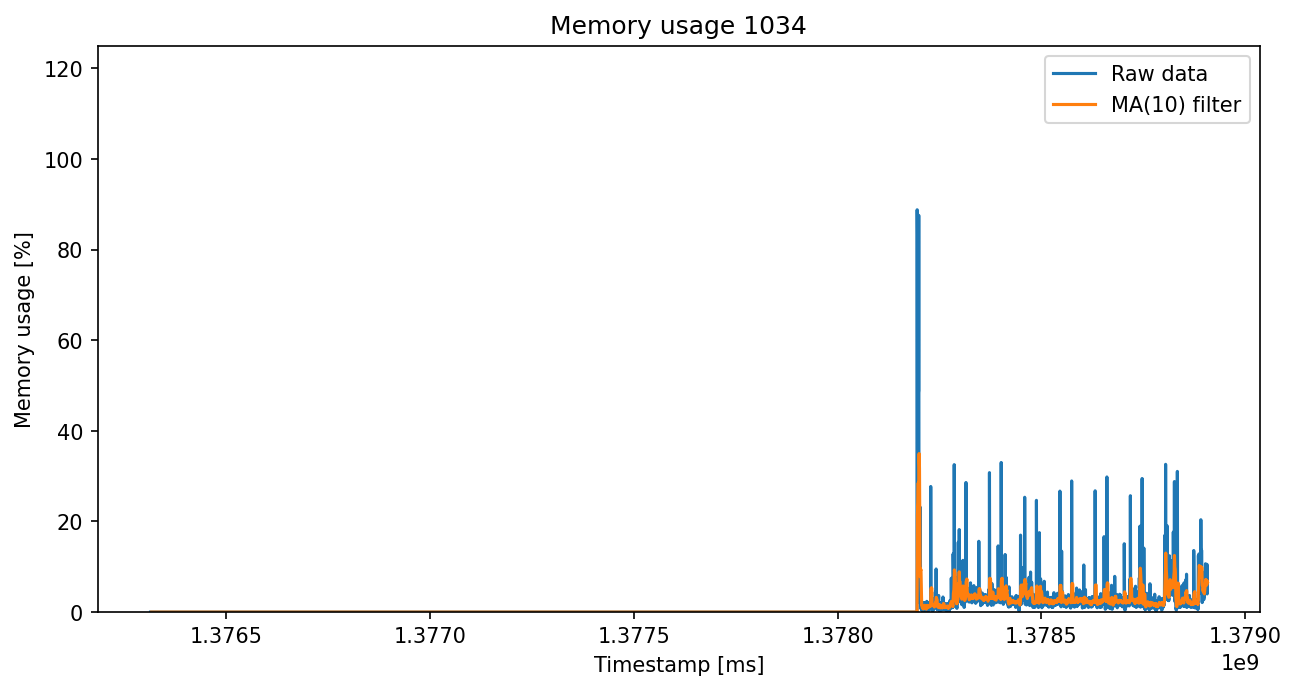 Memory usage 1034
Raw data
MA(10) filter
Memory usage [%]
120
100
80
60
40
20
0
1.3765 1.3770 1.3775 1.3780 1.3785 1.3790
1e9
Timestamp [ms]